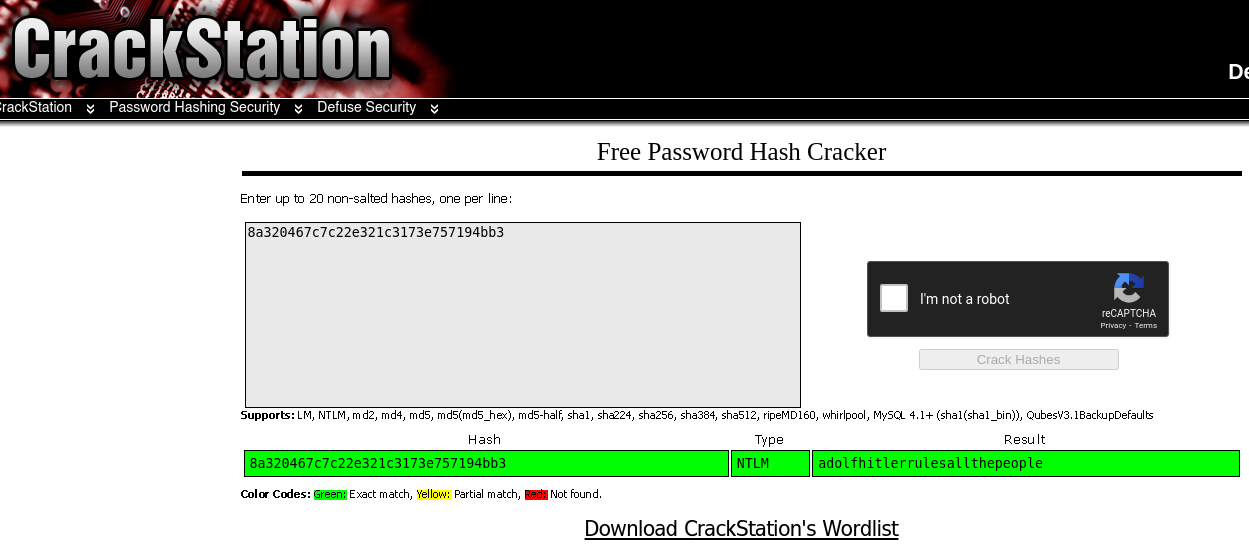 CrackStation
De
CrackStation Password Hashing Security Defuse Security
Free Password Hash Cracker
Enter up to 20 non-salted hashes, one per line:
8a320467c7c22e321c3173e757194bb3
I'm not a robot
reCAPTCHA
Privacy - Terms
Crack Hashes
Supports: LM, NTLM, md2, md4, md5, md5(md5_hex), md5-half, sha1, sha224, sha256, sha384, sha512, ripeMD160, whirlpool, MySQL 4.1+ (sha1(sha1_bin)), QubesV3.1BackupDefaults
Hash Type Result
8a320467c7c22e321c3173e757194bb3 NTLM adolfhitlerrulesallthepeople
Color Codes: Green: Exact match, Yellow: Partial match, Red: Not found.
Download CrackStation's Wordlist